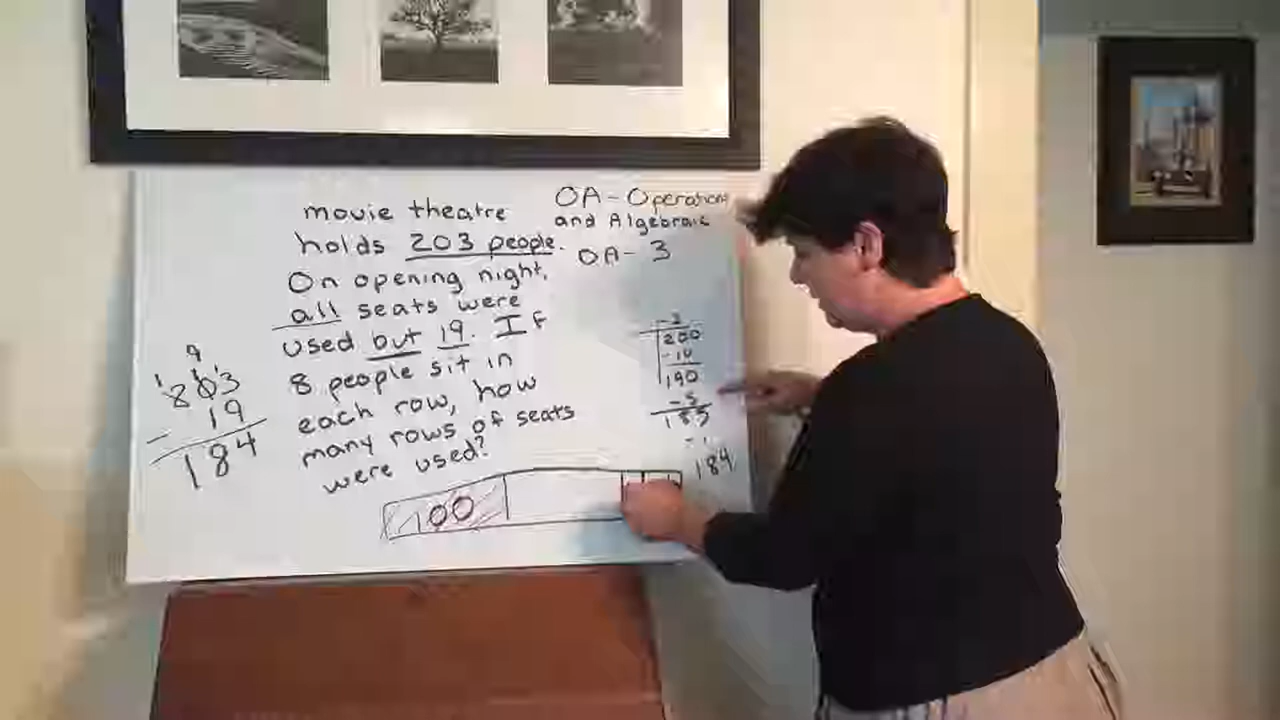 movie theatre
holds 203 people.
On opening night,
all seats were
used but 19. If
8 people sit in
each row, how
many rows of seats
were used?
OA - Operations
and Algebraic
OA - 3
9
803
- 19
184
- 3
200
- 10
190
- 5
185
- 1
184
100